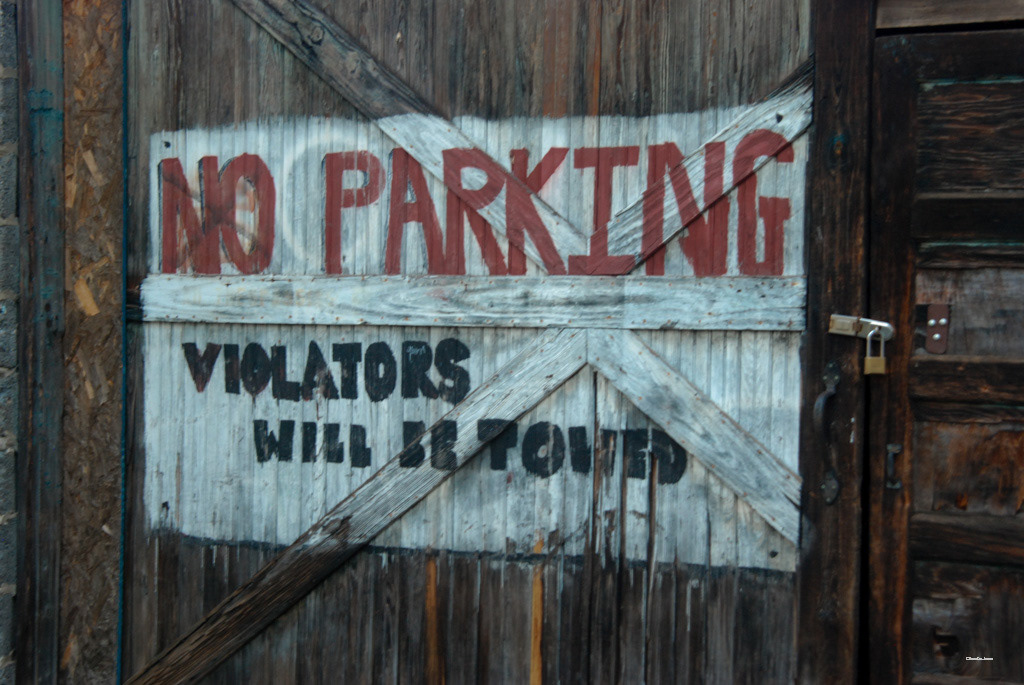 NO PARKING
VIOLATORS
WILL BE TOWED